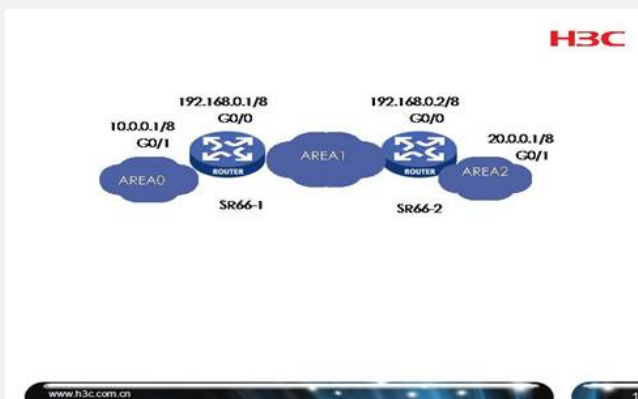 H3C
192.168.0.1/8
G0/0
192.168.0.2/8
G0/0
10.0.0.1/8
G0/1
20.0.0.1/8
G0/1
AREA0
ROUTER
AREA1
ROUTER
AREA2
SR66-1
SR66-2
www.h3c.com.cn